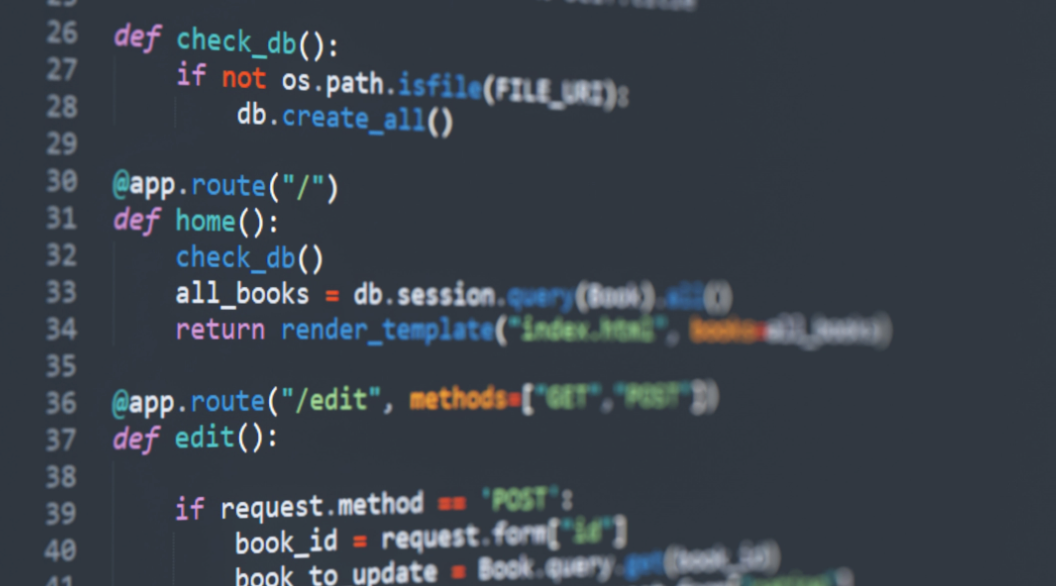 26 def check_db():
27 if not os.path.isfile(FILE_URI):
28 db.create_all()
29
30 @app.route("/")
31 def home():
32 check_db()
33 all_books = db.session.query(Book).all()
34 return render_template("index.html", books=all_books)
35
36 @app.route("/edit", methods=["GET","POST"])
37 def edit():
38
39 if request.method == 'POST':
40 book_id = request.form["id"]
41 book_to_update = Book.query.get(book_id)